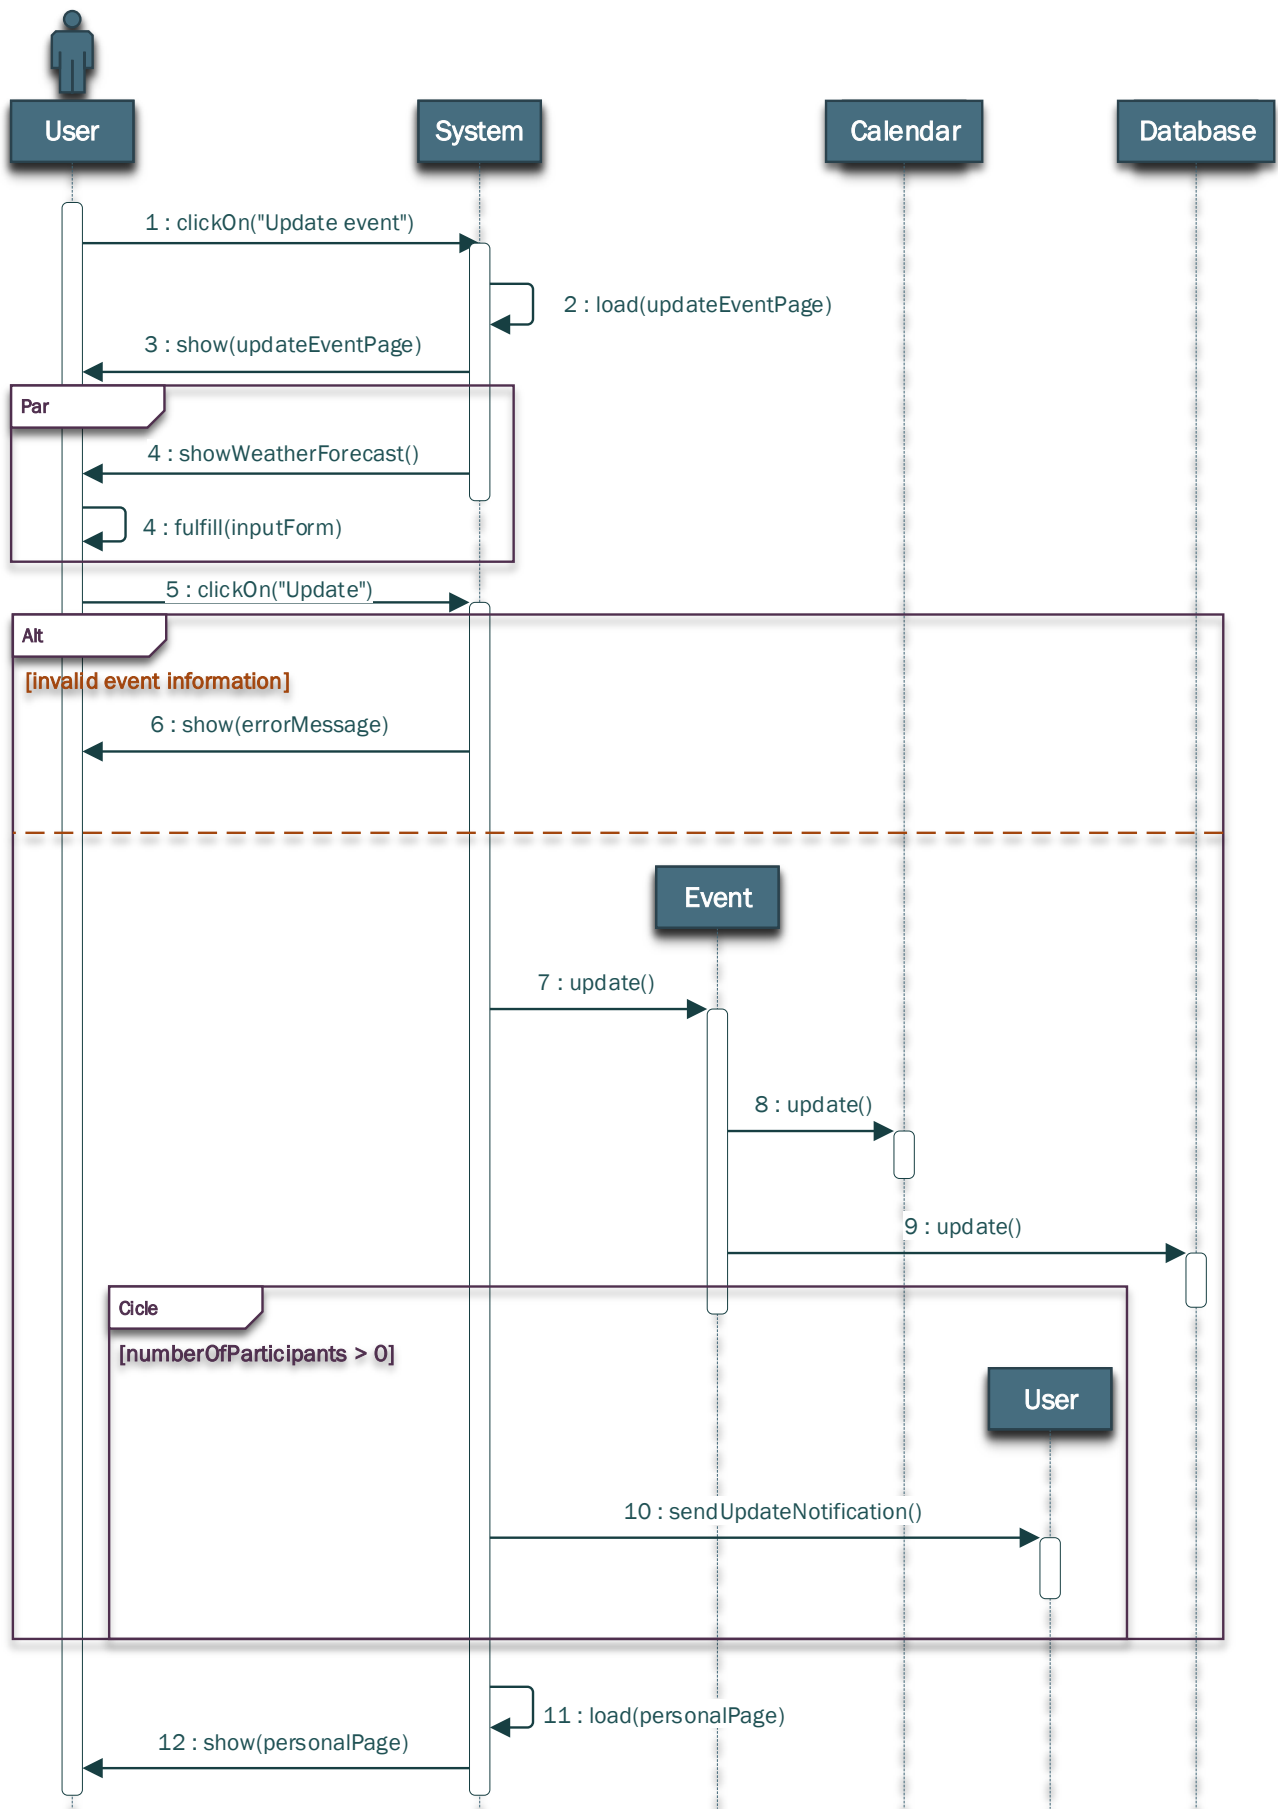 User
System
Calendar
Database
1 : clickOn("Update event")
2 : load(updateEventPage)
3 : show(updateEventPage)
Par
4 : showWeatherForecast()
4 : fulfill(inputForm)
5 : clickOn("Update")
Alt
[invalid event information]
6 : show(errorMessage)
Event
7 : update()
8 : update()
9 : update()
Cicle
[numberOfParticipants > 0]
User
10 : sendUpdateNotification()
11 : load(personalPage)
12 : show(personalPage)